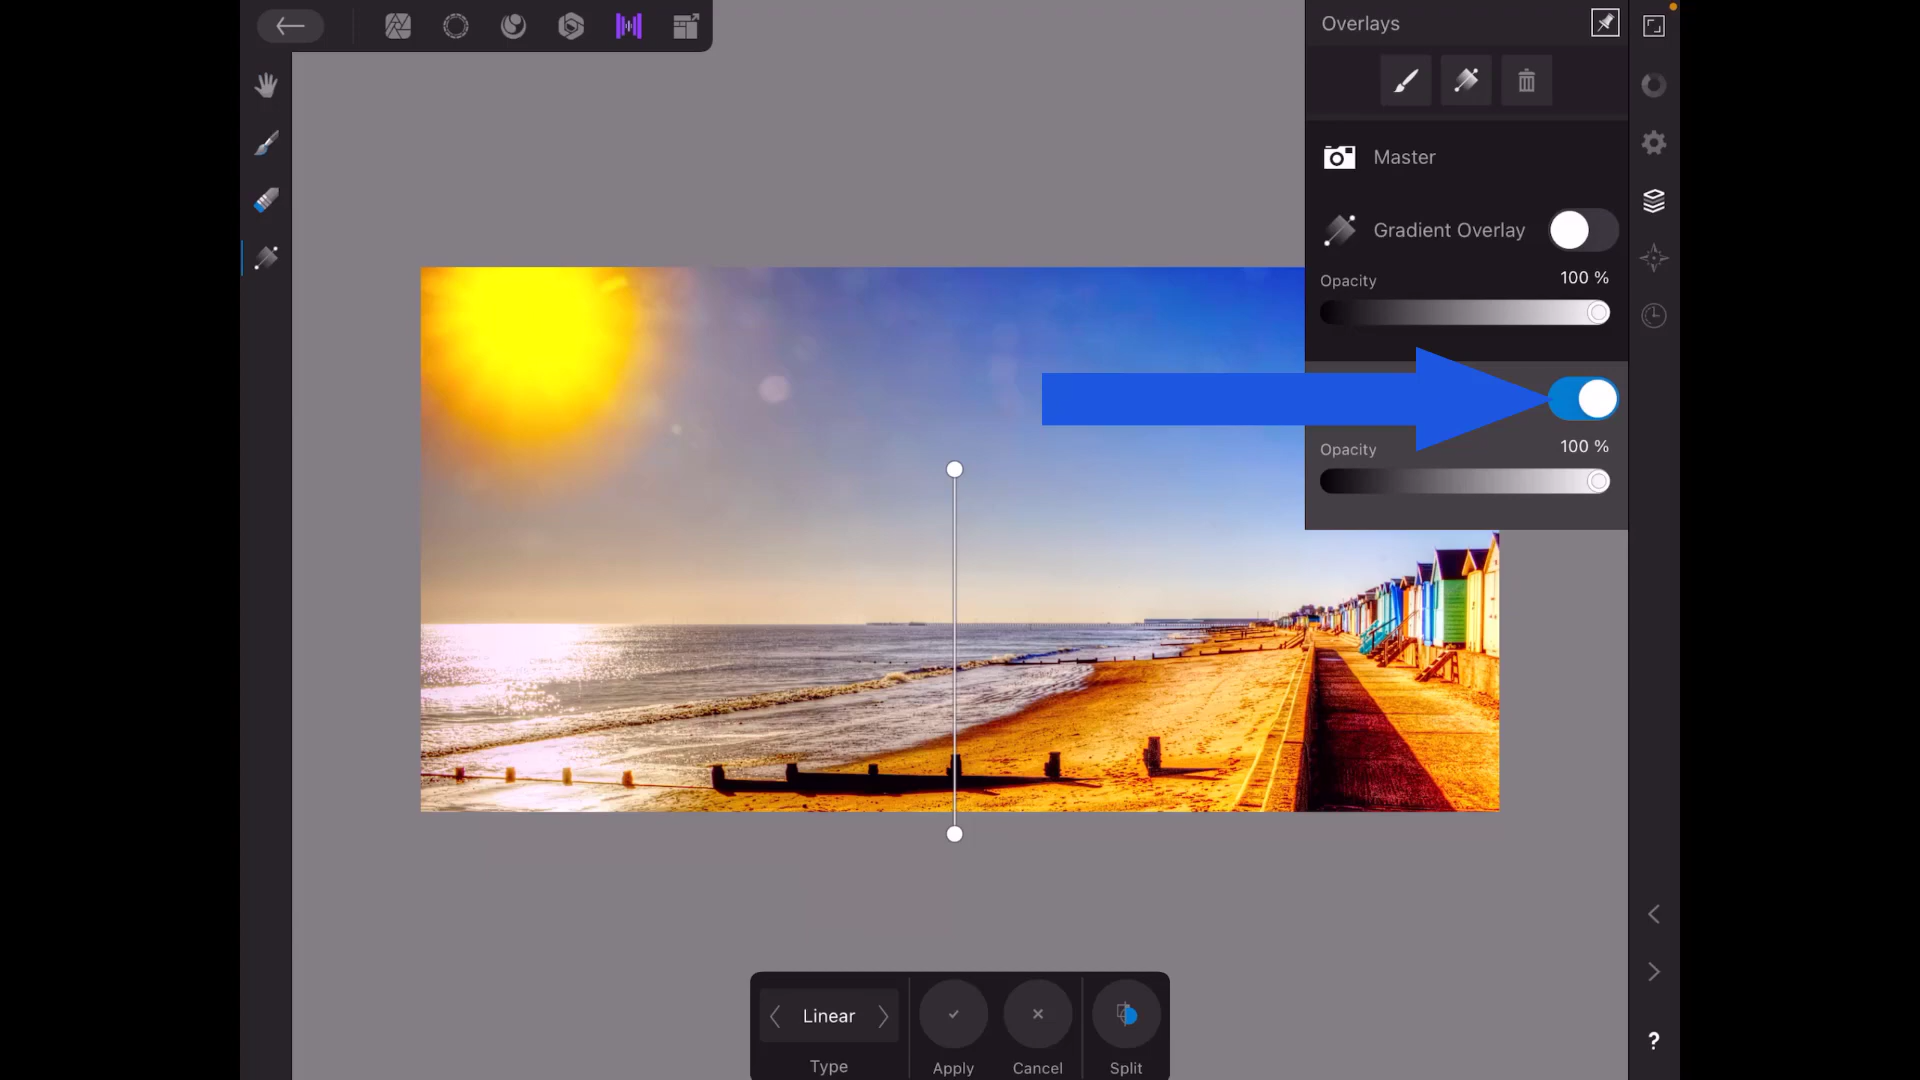 Overlays
Master
Gradient Overlay
Opacity
100 %
Opacity
100 %
Linear
Type
Apply
Cancel
Split
?